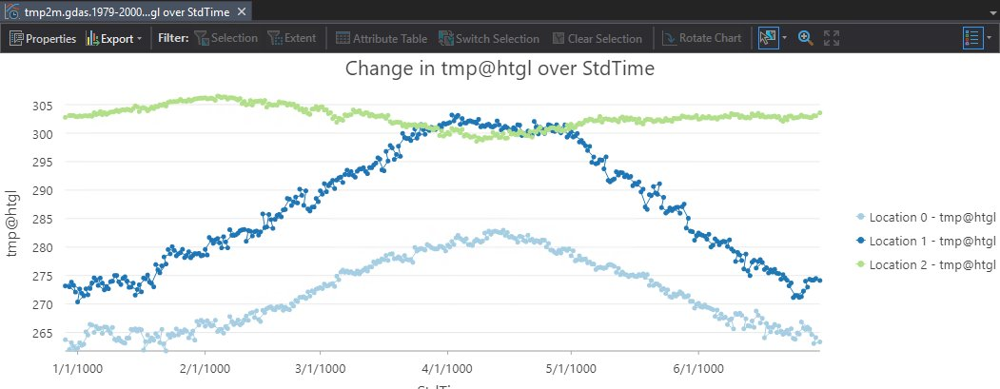 tmp2m.gdas.1979-2000...gl over StdTime
Properties Export Filter: Selection Extent Attribute Table Switch Selection Clear Selection Rotate Chart
Change in tmp@htgl over StdTime
305
300
295
290
285
280
275
270
265
tmp@htgl
Location 0 - tmp@htgl
Location 1 - tmp@htgl
Location 2 - tmp@htgl
1/1/1000 2/1/1000 3/1/1000 4/1/1000 5/1/1000 6/1/1000